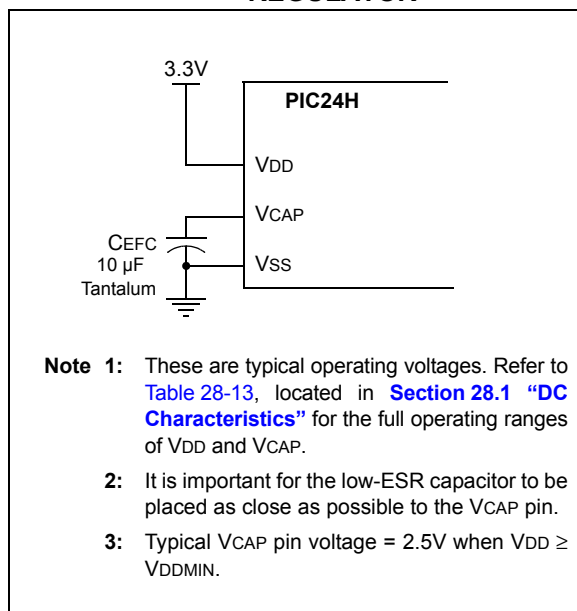 3.3V
PIC24H
VDD
VCAP
CEFC
10 µF
Tantalum
VSS
Note 1: These are typical operating voltages. Refer to
Table 28-13, located in Section 28.1 “DC
Characteristics” for the full operating ranges
of VDD and VCAP.
2: It is important for the low-ESR capacitor to be
placed as close as possible to the VCAP pin.
3: Typical VCAP pin voltage = 2.5V when VDD ≥
VDDMIN.